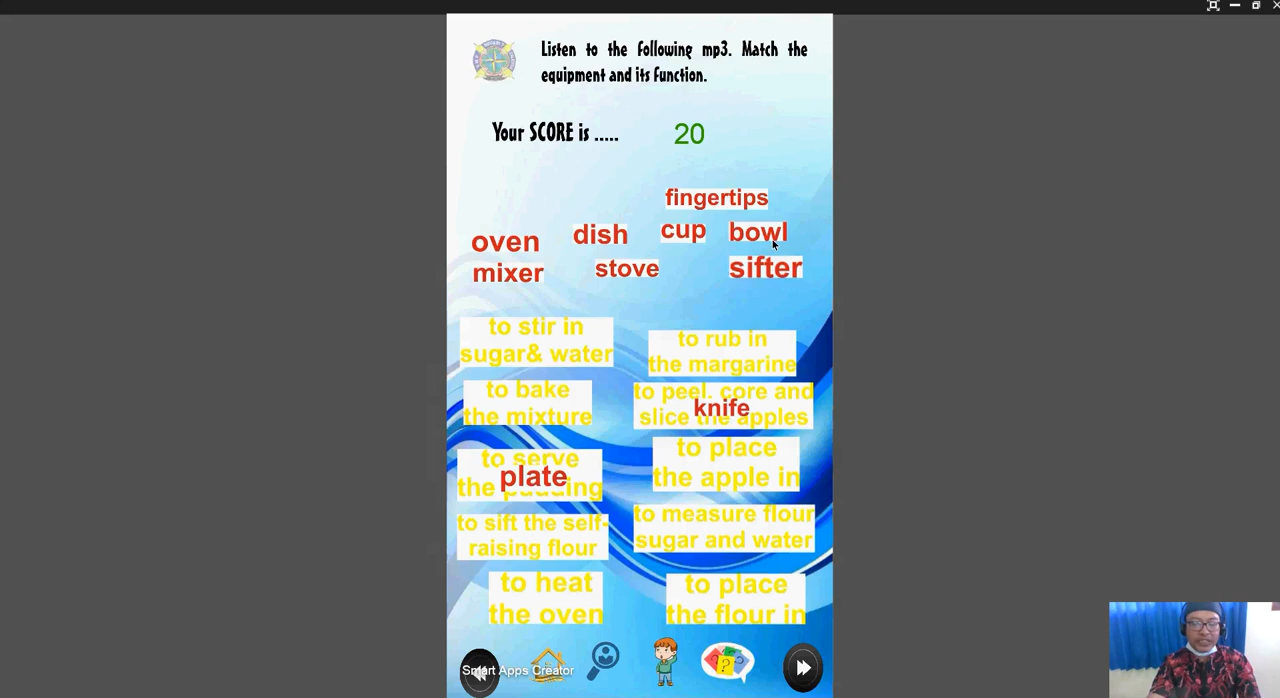 Listen to the following mp3. Match the
equipment and its function.
Your SCORE is ..... 20
fingertips
oven dish cup bowl
mixer stove sifter
to stir in
sugar& water
to rub in
the margarine
to bake
the mixture
to peel. core and
slice the apples
knife
to serve
the pudding
plate
to place
the apple in
to sift the self-
raising flour
to measure flour
sugar and water
to heat
the oven
to place
the flour in
Smart Apps Creator